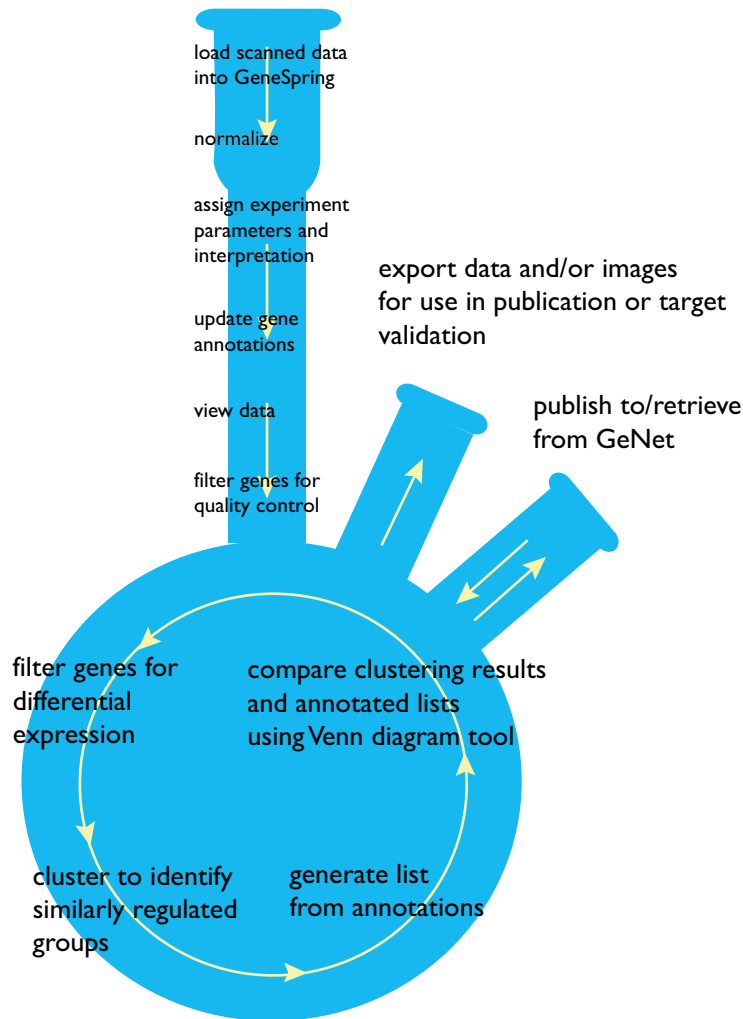 load scanned data
into GeneSpring
normalize
assign experiment
parameters and
interpretation
update gene
annotations
view data
filter genes for
quality control
export data and/or images
for use in publication or target
validation
publish to/retrieve
from GeNet
filter genes for
differential
expression
compare clustering results
and annotated lists
using Venn diagram tool
cluster to identify
similarly regulated
groups
generate list
from annotations